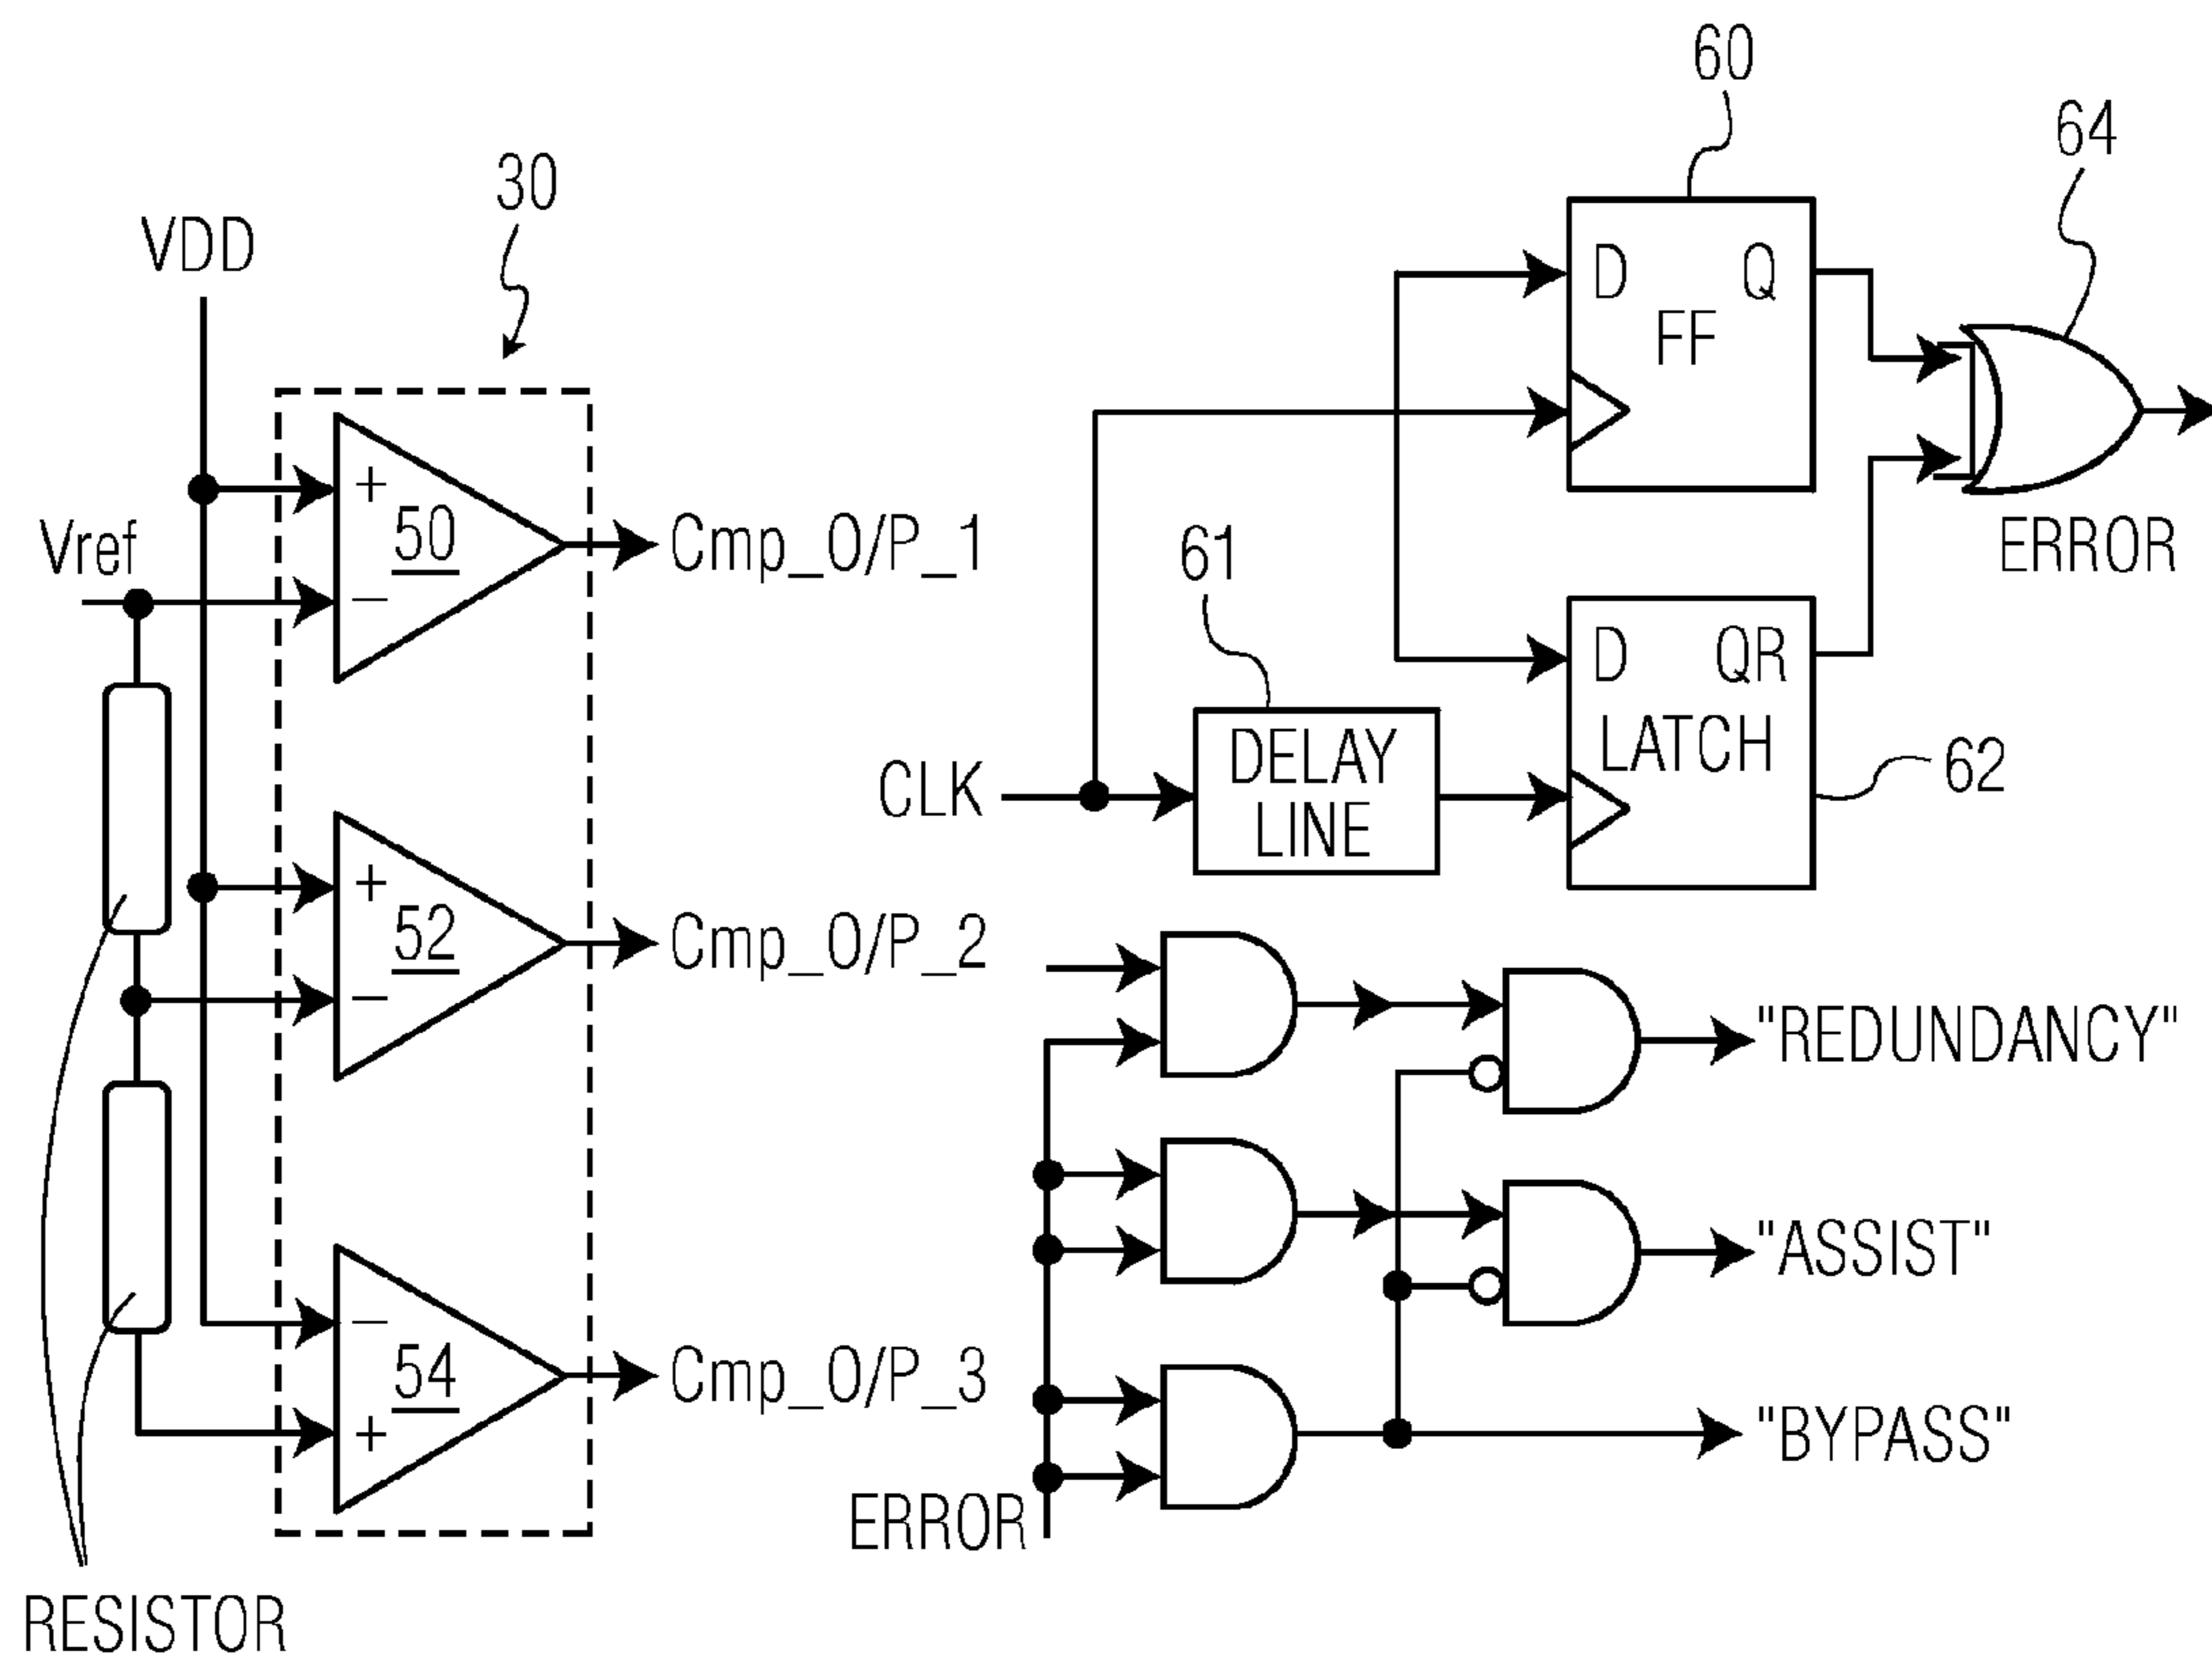 60
64
30
VDD
D Q
FF
+
50
–
Vref
Cmp_O/P_1
ERROR
61
D QR
LATCH
DELAY
LINE
CLK
62
+
52
–
Cmp_O/P_2
"REDUNDANCY"
"ASSIST"
–
54
+
Cmp_O/P_3
"BYPASS"
ERROR
RESISTOR